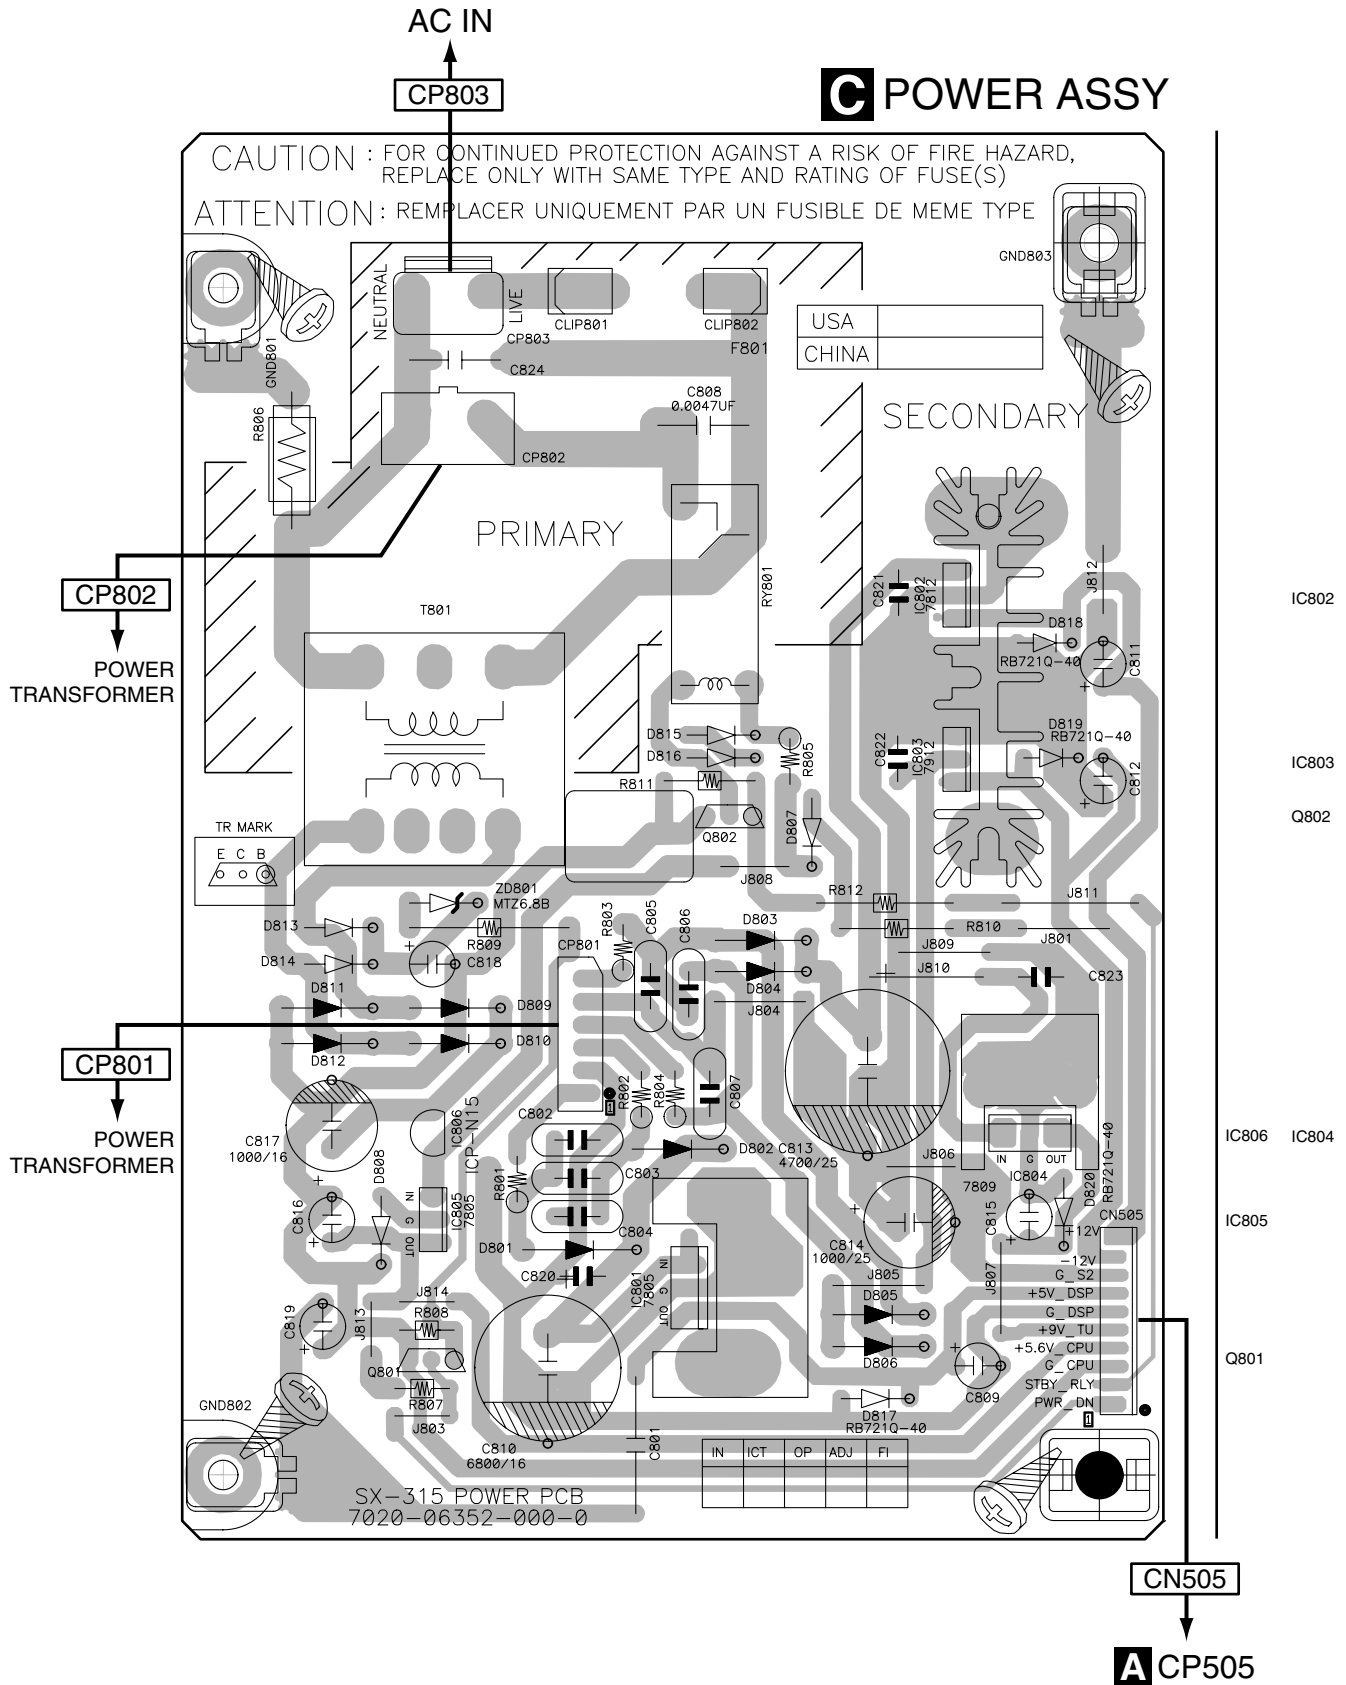 AC IN
CP803
C POWER ASSY
CAUTION : FOR CONTINUED PROTECTION AGAINST A RISK OF FIRE HAZARD,
REPLACE ONLY WITH SAME TYPE AND RATING OF FUSE(S)
ATTENTION : REMPLACER UNIQUEMENT PAR UN FUSIBLE DE MEME TYPE
GND803
NEUTRAL
LIVE
CLIP801
CLIP802
USA
CHINA
CP803
F801
GND801
C824
C808
0.0047UF
R806
SECONDARY
CP802
PRIMARY
CP802
POWER
TRANSFORMER
T801
RY801
C821
IC802
7812
J812
IC802
D818
RB721Q-40
C811
D815
D816
R805
C822
IC803
7912
D819
RB721Q-40
C812
IC803
R811
Q802
D807
Q802
TR MARK
E C B
J808
ZD801
MTZ6.8B
R812
J811
D813
R809
CP801
R803
C805
C806
D803
R810
J801
D814
C818
J809
J810
C823
D811
D809
D804
J804
D812
D810
CP801
POWER
TRANSFORMER
R802
R804
C807
1
C802
C817
1000/16
IC806
ICP-N15
D802
C813
4700/25
J806
IN G OUT
IC804
7809
IC806 IC804
D808
R801
C803
D820
RB721Q-40
C816
IN
G
OUT
IC805
7805
C815
CN505
IC805
D801
C804
C814
1000/25
+12V
-12V
C820
IC801
7805
IN
G
OUT
J805
J807
G_S2
+5V_DSP
J814
D805
G_DSP
C819
J813
R808
+9V_TU
+5.6V_CPU
Q801
D806
G_CPU
Q801
R807
C809
STBY_RLY
PWR_DN
J803
D817
RB721Q-40
1
GND802
C810
6800/16
C801
IN ICT OP ADJ FI
SX-315 POWER PCB
7020-06352-000-0
CN505
A CP505